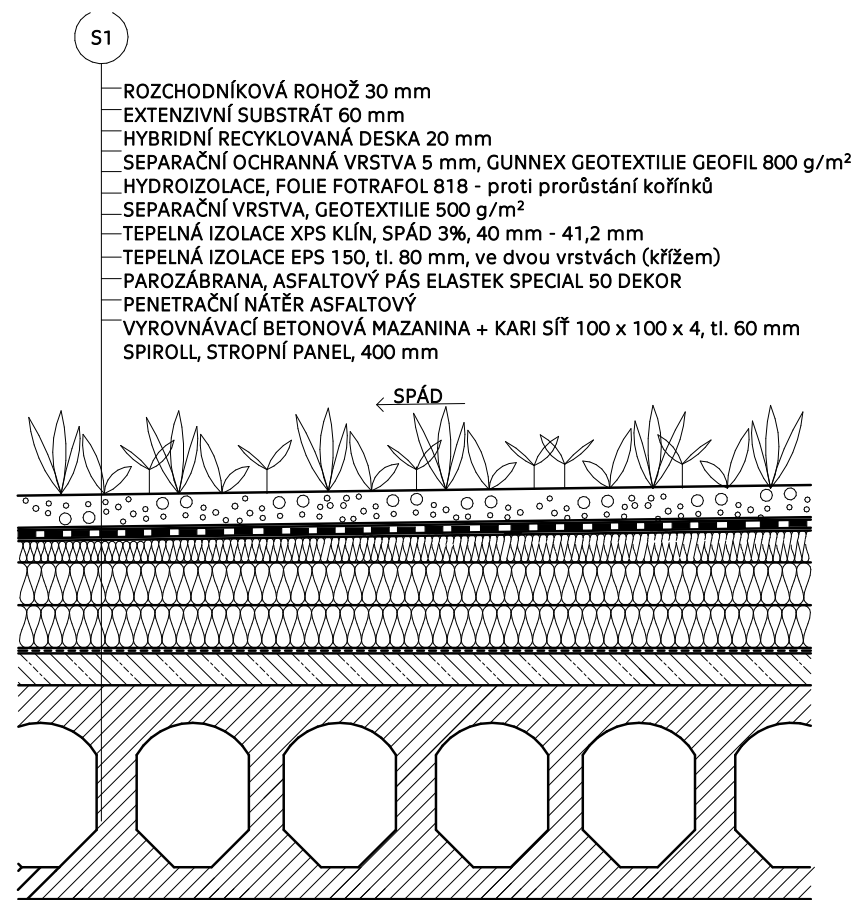 S1
ROZCHODNÍKOVÁ ROHOŽ 30 mm
EXTENZIVNÍ SUBSTRÁT 60 mm
HYBRIDNÍ RECYKLOVANÁ DESKA 20 mm
SEPARAČNÍ OCHRANNÁ VRSTVA 5 mm, GUNNEX GEOTEXTILIE GEOFIL 800 g/m²
HYDROIZOLACE, FOLIE FOTRAFOL 818 - proti prorůstání kořínků
SEPARAČNÍ VRSTVA, GEOTEXTILIE 500 g/m²
TEPELNÁ IZOLACE XPS KLÍN, SPÁD 3%, 40 mm - 41,2 mm
TEPELNÁ IZOLACE EPS 150, tl. 80 mm, ve dvou vrstvách (křížem)
PAROZÁBRANA, ASFALTOVÝ PÁS ELASTEK SPECIAL 50 DEKOR
PENETRAČNÍ NÁTĚR ASFALTOVÝ
VYROVNÁVACÍ BETONOVÁ MAZANINA + KARI SÍŤ 100 x 100 x 4, tl. 60 mm
SPIROLL, STROPNÍ PANEL, 400 mm
SPÁD